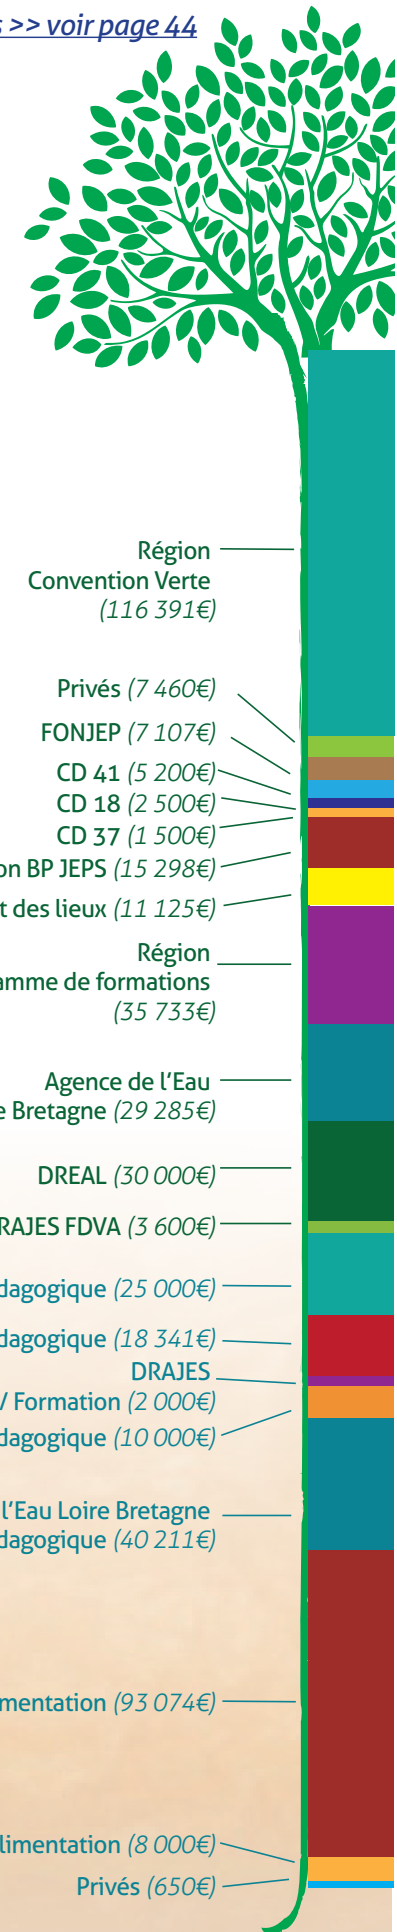 s >> voir page 44
Région
Convention Verte
(116 391€)
Privés (7 460€)
FONJEP (7 107€)
CD 41 (5 200€)
CD 18 (2 500€)
CD 37 (1 500€)
on BP JEPS (15 298€)
t des lieux (11 125€)
Région
amme de formations
(35 733€)
Agence de l'Eau
e Bretagne (29 285€)
DREAL (30 000€)
RAJES FDVA (3 600€)
dagogique (25 000€)
dagogique (18 341€)
DRAJES
/ Formation (2 000€)
dagogique (10 000€)
l'Eau Loire Bretagne
dagogique (40 211€)
mentation (93 074€)
limentation (8 000€)
Privés (650€)